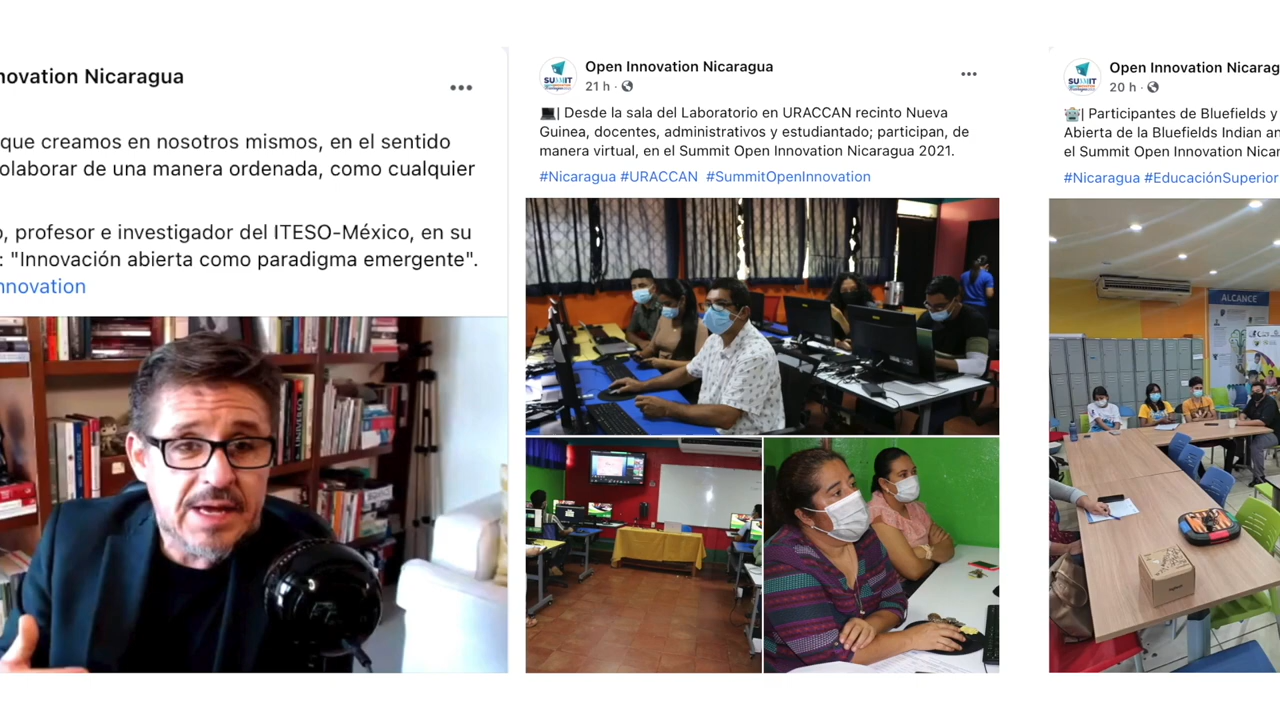 novation Nicaragua
que creamos en nosotros mismos, en el sentido
olaborar de una manera ordenada, como cualquier
o, profesor e investigador del ITESO-México, en su
: "Innovación abierta como paradigma emergente".
nnovation
Open Innovation Nicaragua
21 h
SUMMIT
💻| Desde la sala del Laboratorio en URACCAN recinto Nueva
Guinea, docentes, administrativos y estudiantado; participan, de
manera virtual, en el Summit Open Innovation Nicaragua 2021.
#Nicaragua #URACCAN #SummitOpenInnovation
Open Innovation Nicarag
20 h
SUMMIT
🤖| Participantes de Bluefields y
Abierta de la Bluefields Indian an
el Summit Open Innovation Nicar
#Nicaragua #EducaciónSuperior
ALCANCE